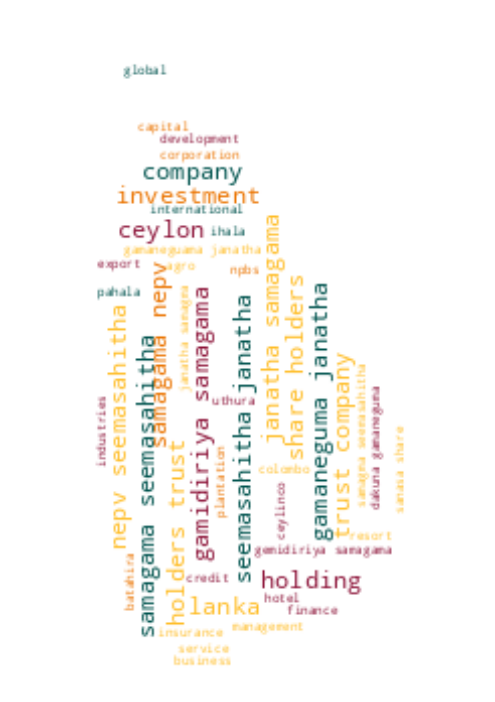 global
capital
development
corporation
company
investment
international
ceylon
ihala
gamaneguama janatha
export
agro
npbs
pahala
samagama nepv
janatha samagma
janatha samagama
share holders
nepv seemasahitha
samagama seemasahitha
gamidiriya samagama
seemasahitha janatha
gamaneguma janatha
trust company
samagma seemasahitha
dakuna gamaneguma
sanasa share
industries
uthura
holders trust
plantation
colombo
ceylinco
resort
gemidiriya samagama
batahira
credit
holding
lanka
hotel
finance
insurance
management
service
business